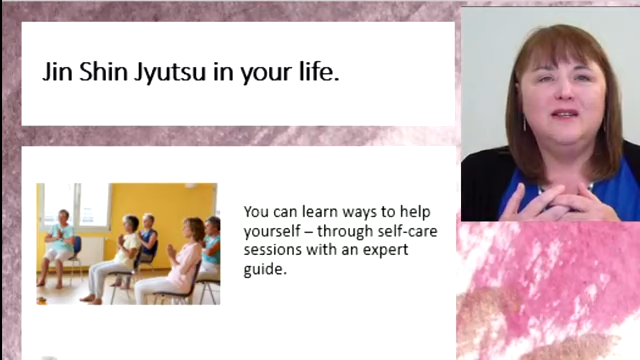 Jin Shin Jyutsu in your life.
You can learn ways to help
yourself – through self-care
sessions with an expert
guide.